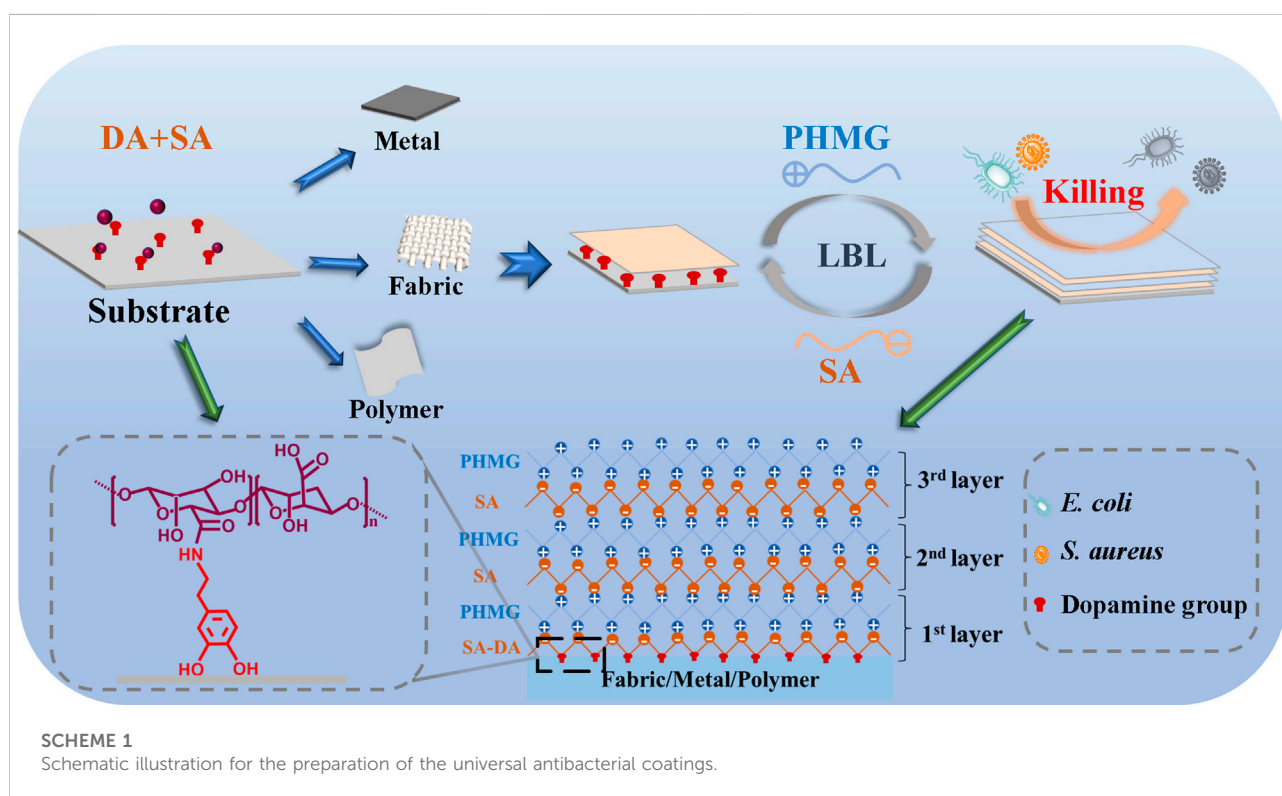 DA+SA
Substrate
Metal
Fabric
Polymer
PHMG
LBL
SA
Killing
HO
O
OH
O
O
O
HO
O
NH
HO
OH
O
O
OH
O
n
PHMG
SA
3rd layer
PHMG
SA
2nd layer
PHMG
SA-DA
1st layer
Fabric/Metal/Polymer
E. coli
S. aureus
Dopamine group
SCHEME 1
Schematic illustration for the preparation of the universal antibacterial coatings.